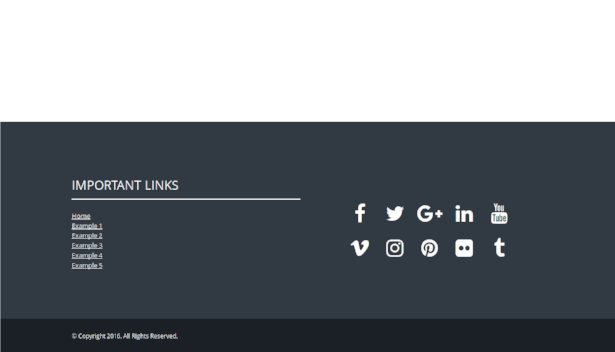 IMPORTANT LINKS
Home
Example 1
Example 2
Example 3
Example 4
Example 5
You
Tube
© Copyright 2016. All Rights Reserved.